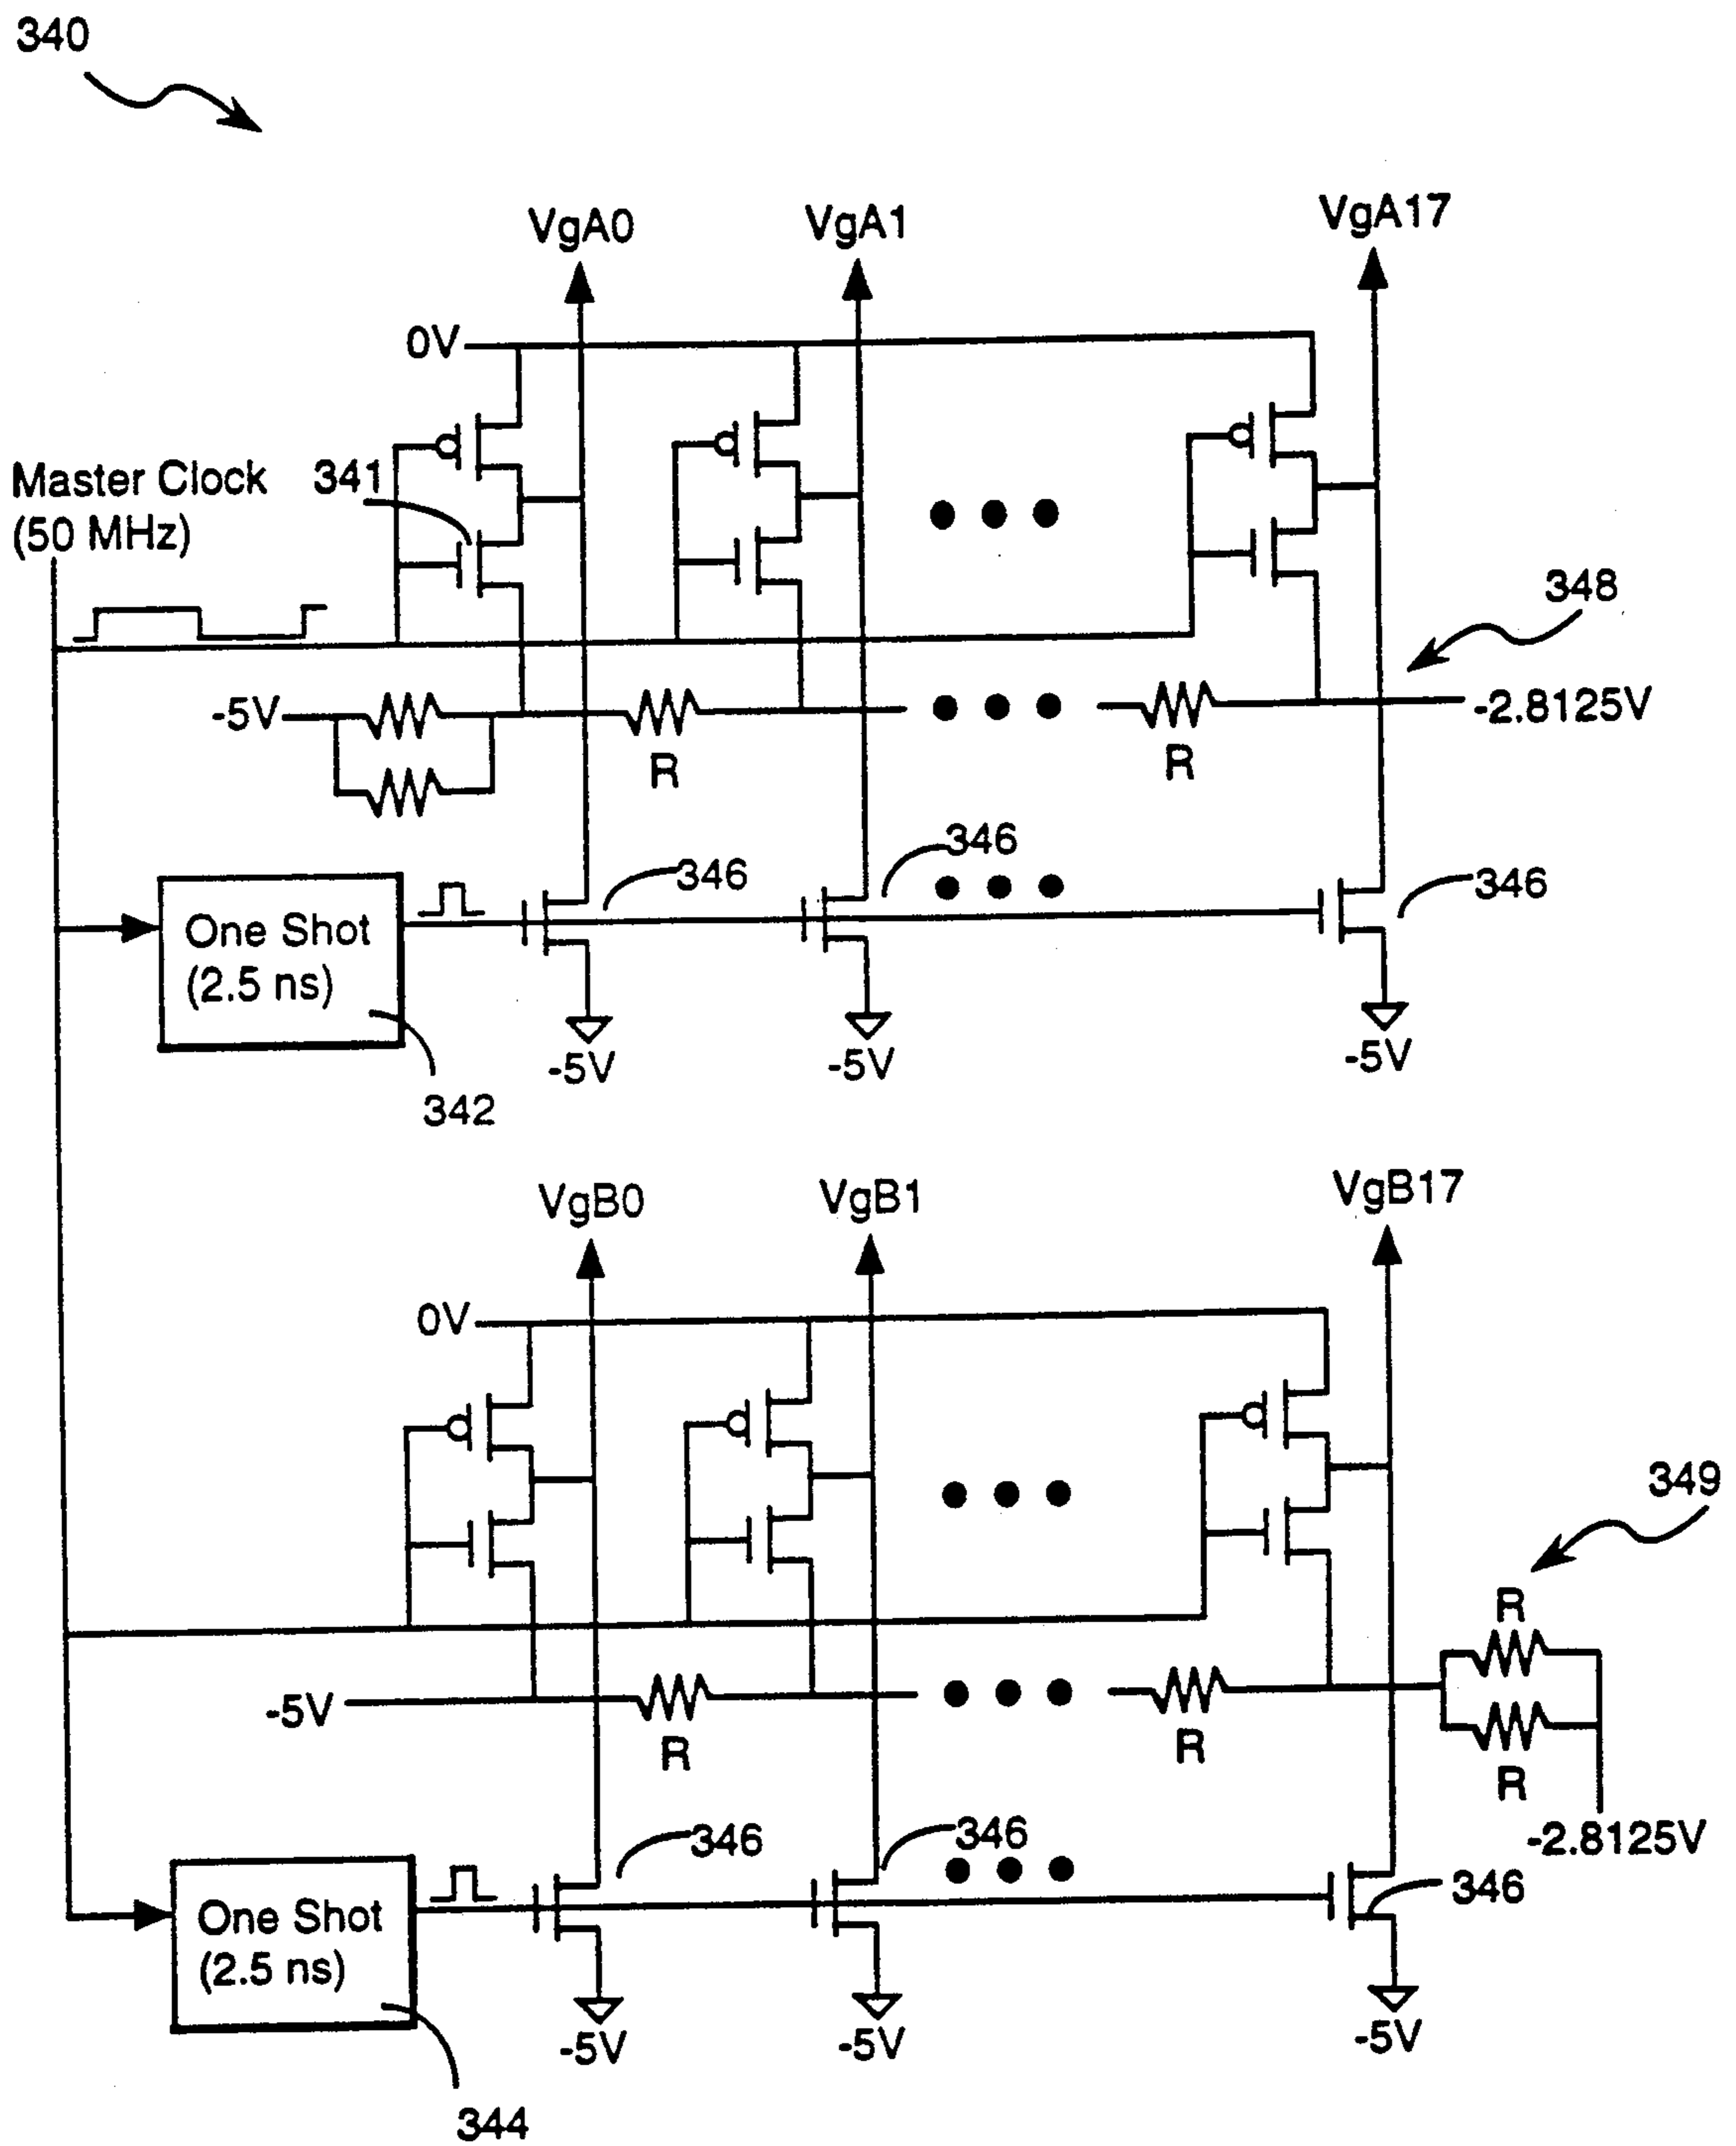 340
VgA0
VgA1
VgA17
0V
Master Clock
(50 MHz)
341
348
-5V
R
R
-2.8125V
346
346
346
One Shot
(2.5 ns)
-5V
-5V
-5V
342
VgB0
VgB1
VgB17
0V
349
R
-5V
R
R
R
-2.8125V
346
346
346
One Shot
(2.5 ns)
-5V
-5V
-5V
344